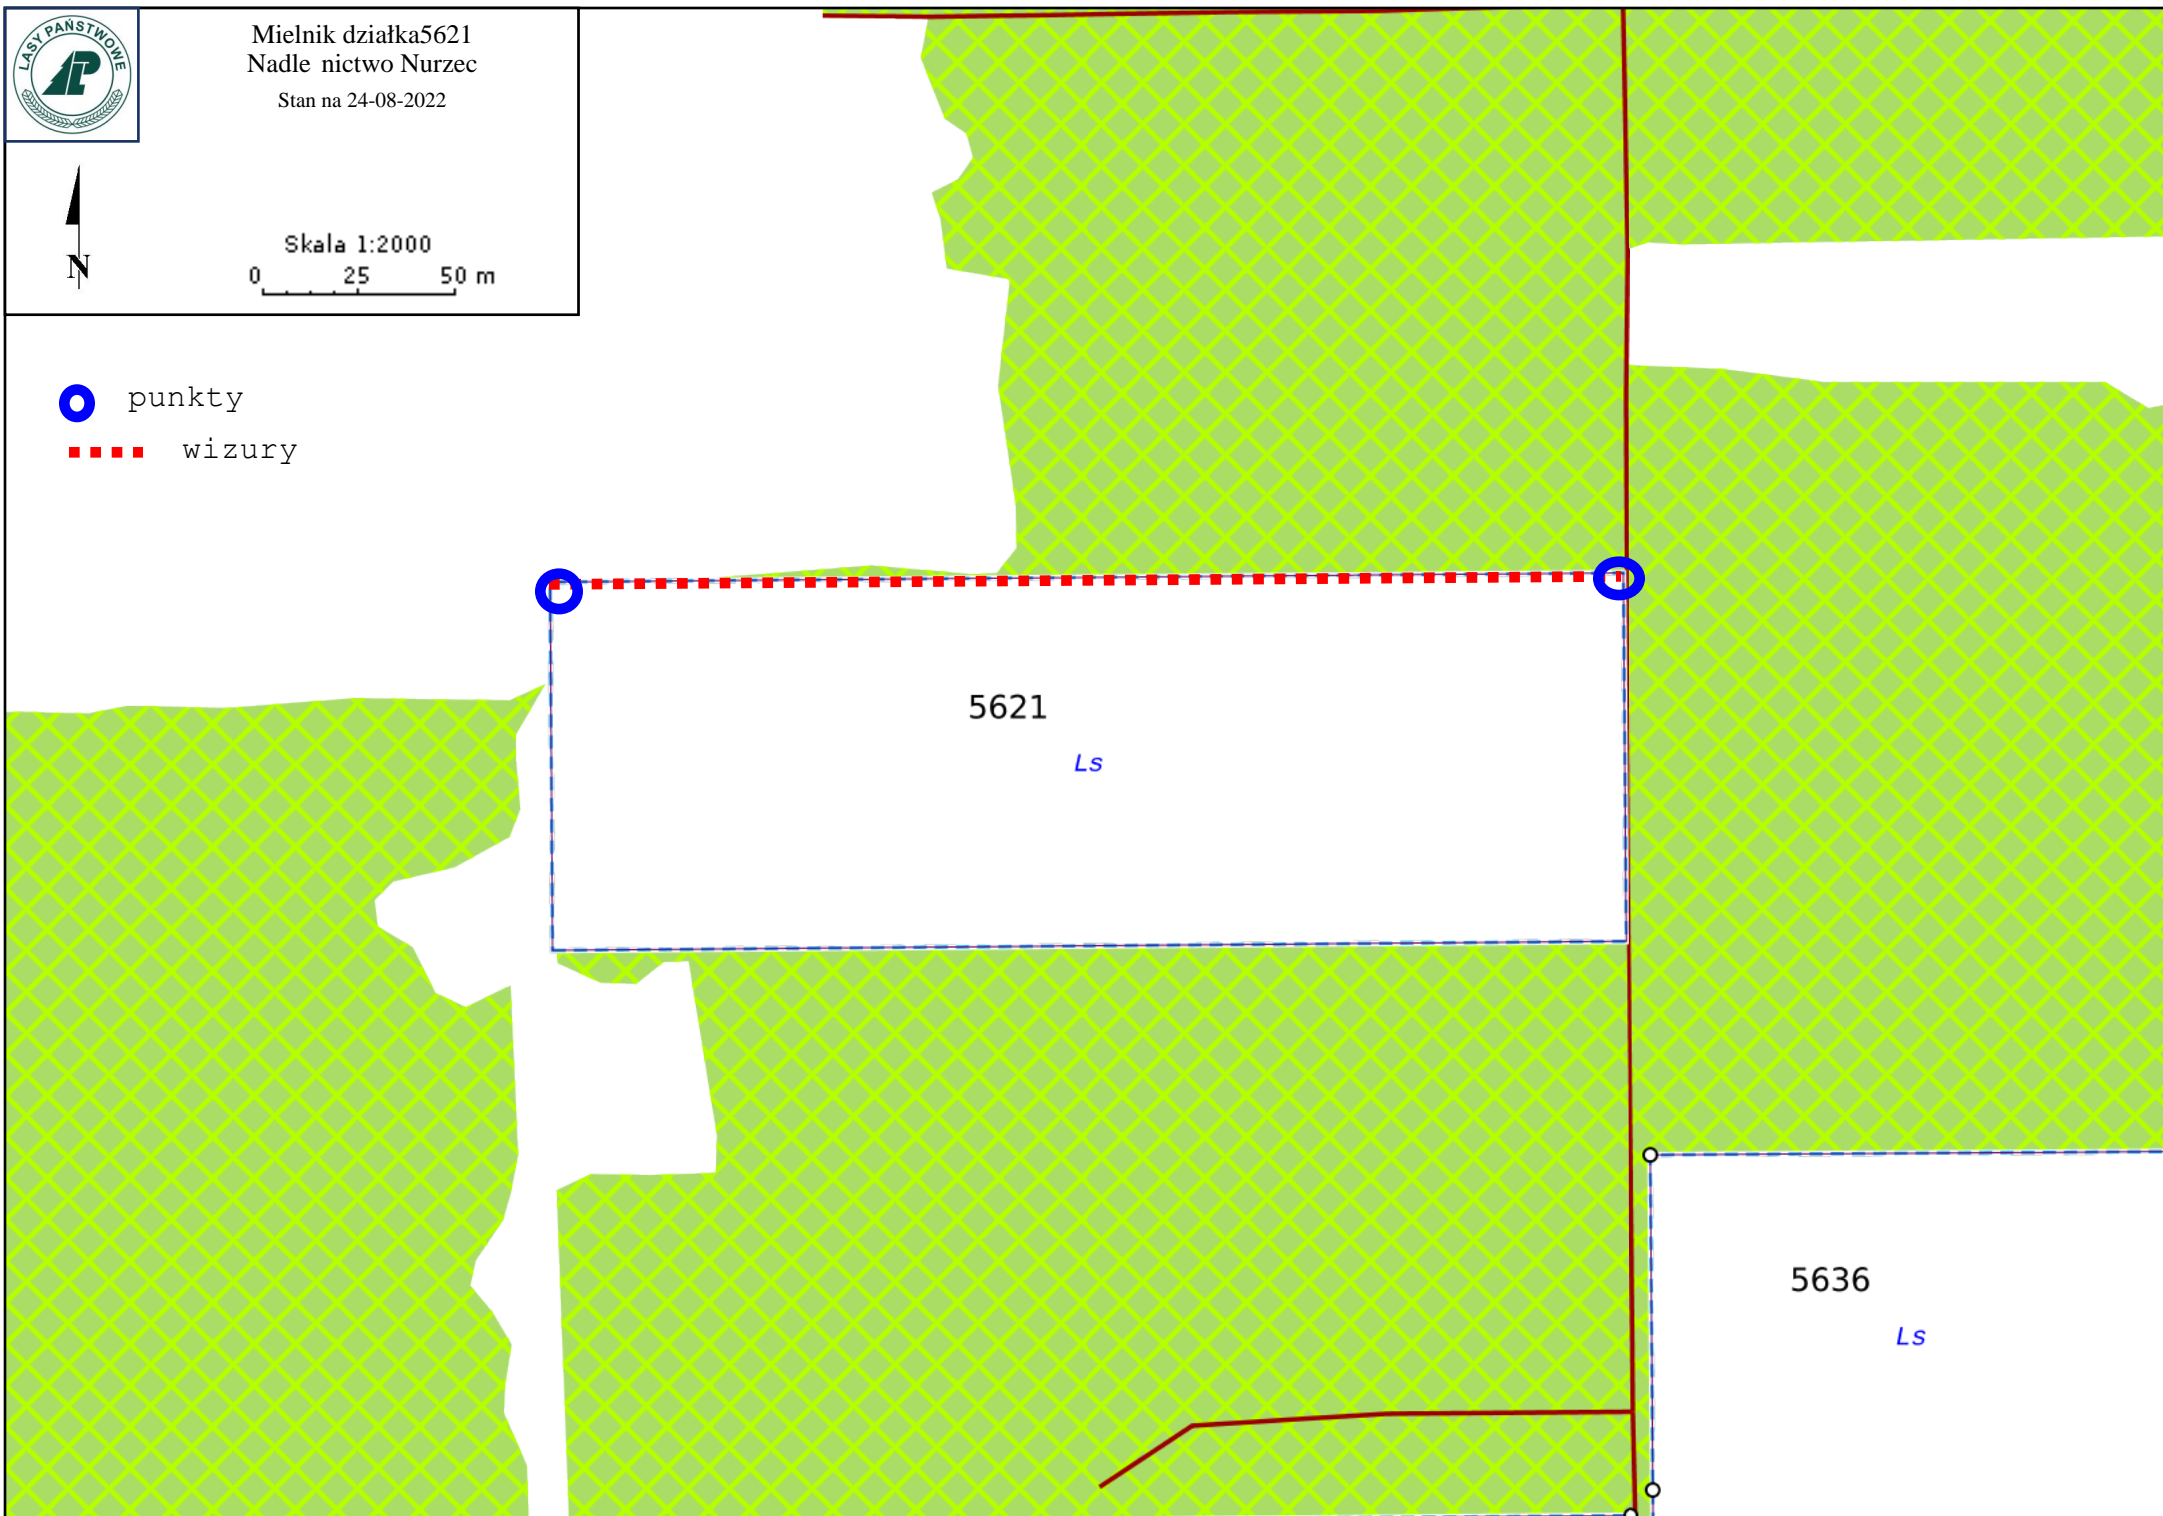 LASY PAŃSTWOWE
Mielnik działka5621
Nadle nictwo Nurzec
Stan na 24-08-2022
N
Skala 1:2000
0 25 50 m
punkty
wizury
5621
Ls
5636
Ls